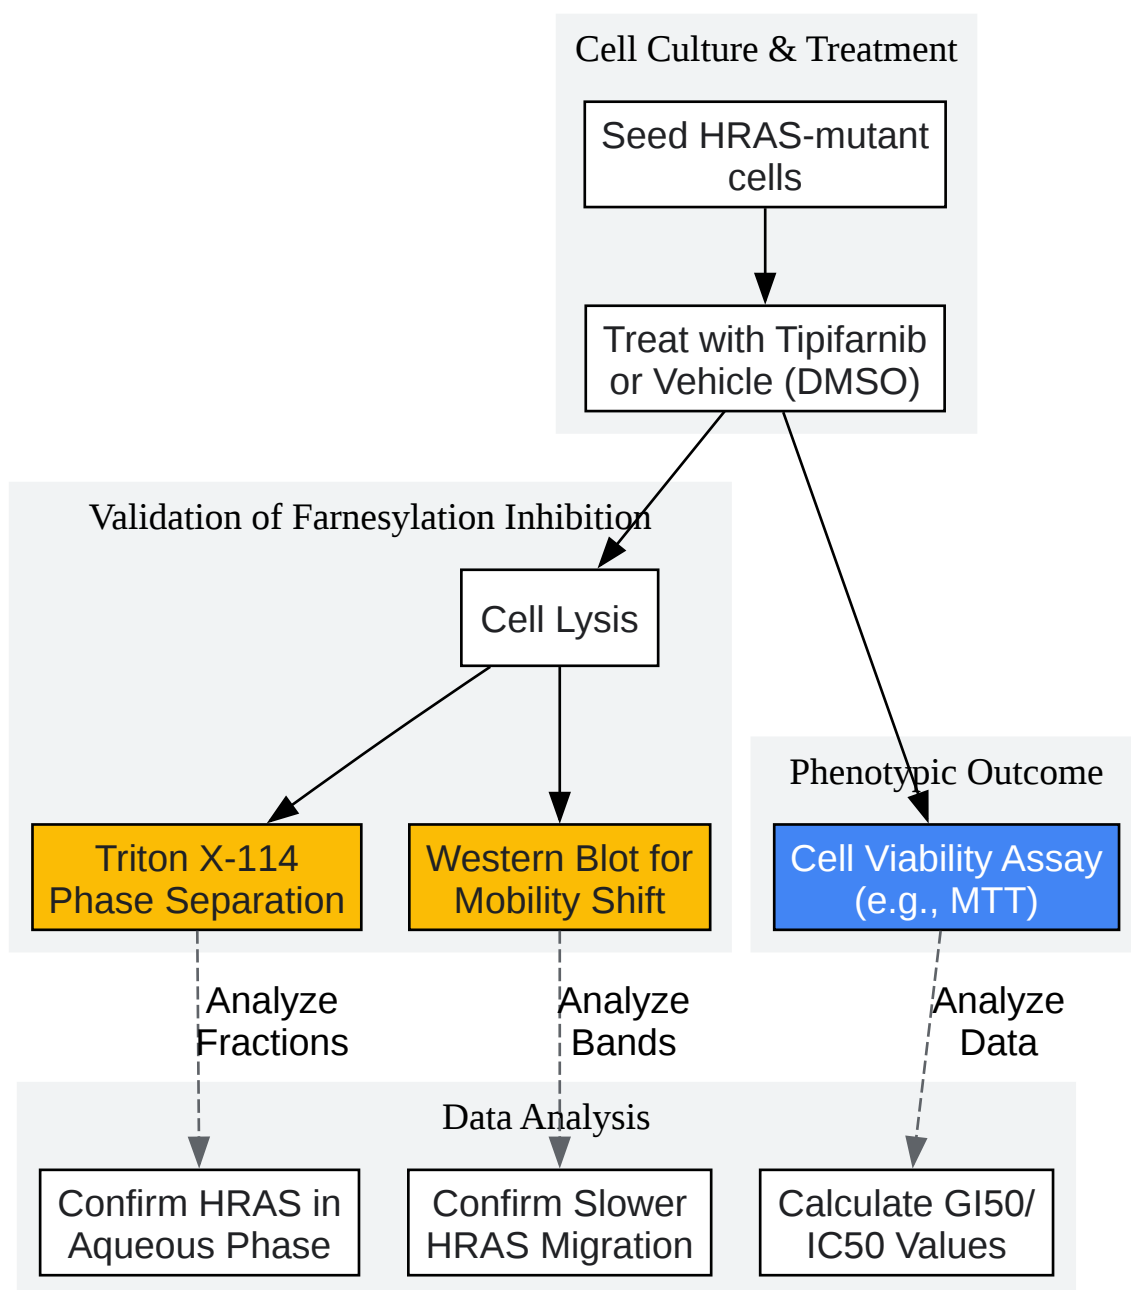 Cell Culture & Treatment
Seed HRAS-mutant
cells
Treat with Tipifarnib
or Vehicle (DMSO)
Validation of Farnesylation Inhibition
Cell Lysis
Phenotypic Outcome
Triton X-114
Phase Separation
Western Blot for
Mobility Shift
Cell Viability Assay
(e.g., MTT)
Analyze
Fractions
Analyze
Bands
Analyze
Data
Data Analysis
Confirm HRAS in
Aqueous Phase
Confirm Slower
HRAS Migration
Calculate GI50/
IC50 Values